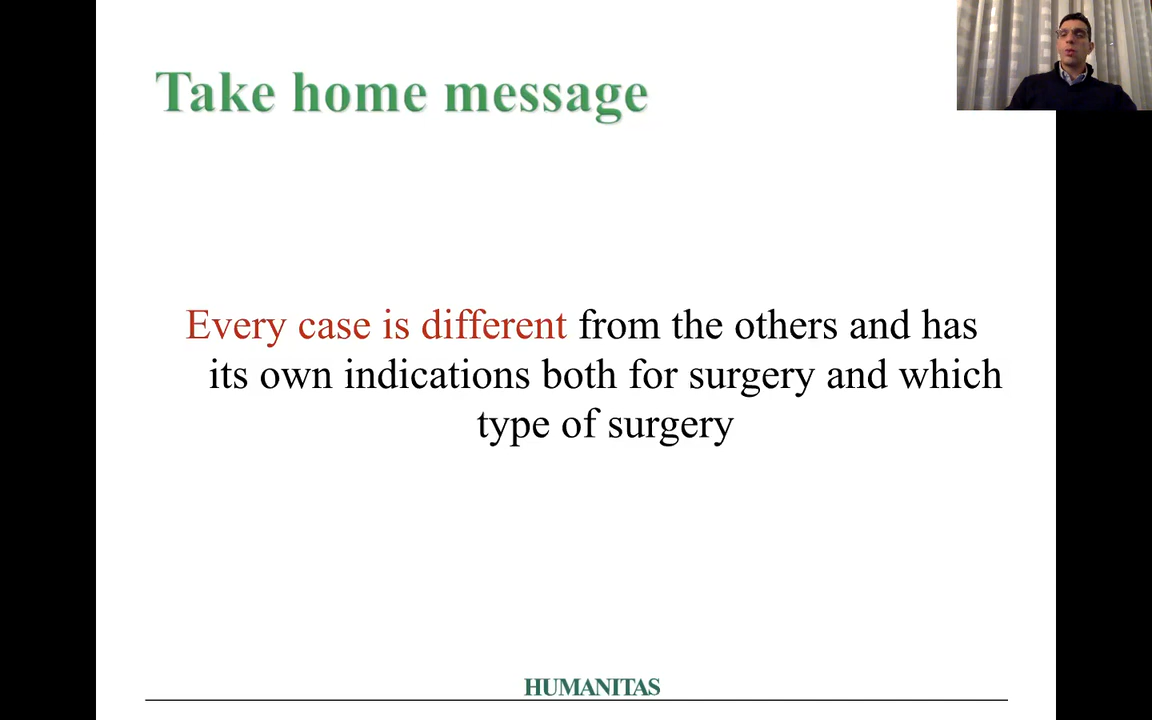 Take home message
Every case is different from the others and has
its own indications both for surgery and which
type of surgery
HUMANITAS